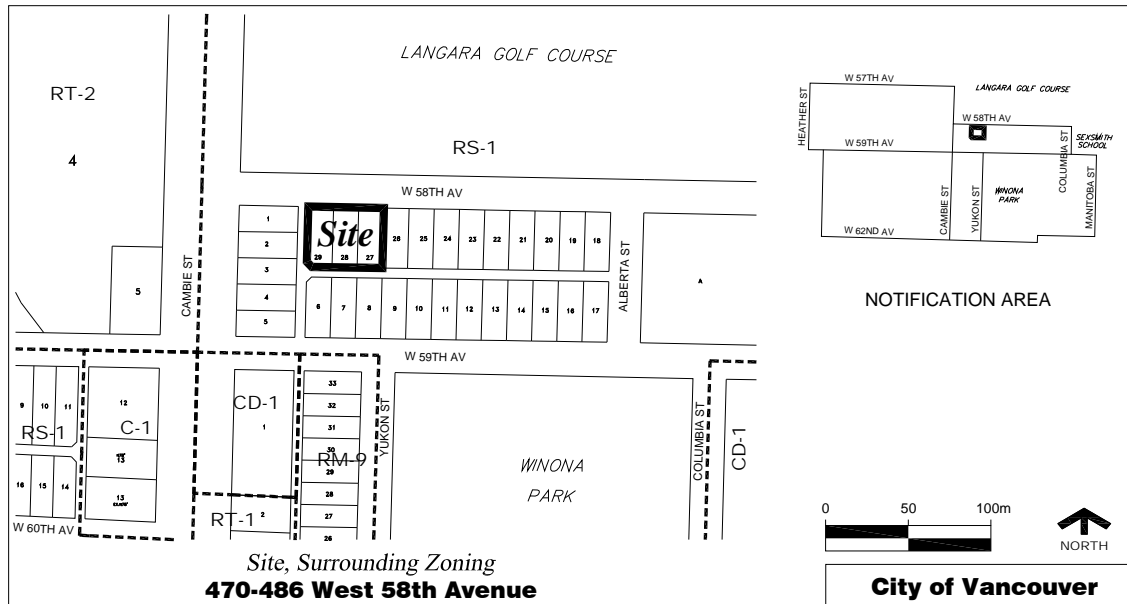 LANGARA GOLF COURSE
RT-2
4
RS-1
W 58TH AV
CAMBIE ST
5
1
2
3
4
5
Site
29 28 27
26 25 24 23 22 21 20 19 18
6 7 8 9 10 11 12 13 14 15 16 17
ALBERTA ST
A
W 59TH AV
9 10 11
RS-1
16 15 14
W 60TH AV
12
C-1
13
13
CD-1
1
RT-1
2
33
32
31
30
RM-9
29
28
27
26
YUKON ST
WINONA
PARK
COLUMBIA ST
CD-1
Site, Surrounding Zoning
470-486 West 58th Avenue
W 57TH AV
LANGARA GOLF COURSE
HEATHER ST
W 58TH AV
SEXSMITH
SCHOOL
W 59TH AV
COLUMBIA ST
CAMBIE ST
YUKON ST
WINONA
PARK
MANITOBA ST
W 62ND AV
NOTIFICATION AREA
0 50 100m
NORTH
City of Vancouver